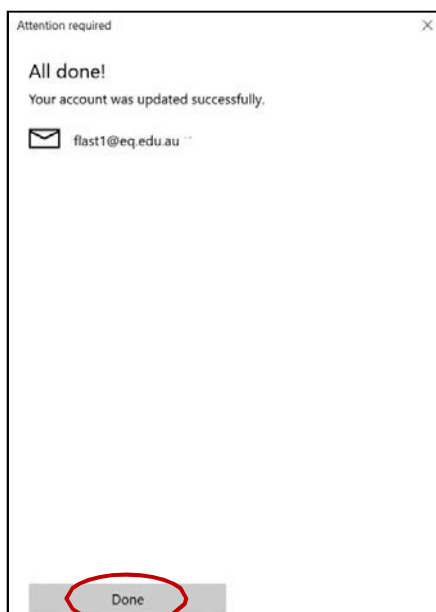 Attention required
All done!
Your account was updated successfully.
flast1@eq.edu.au
Done